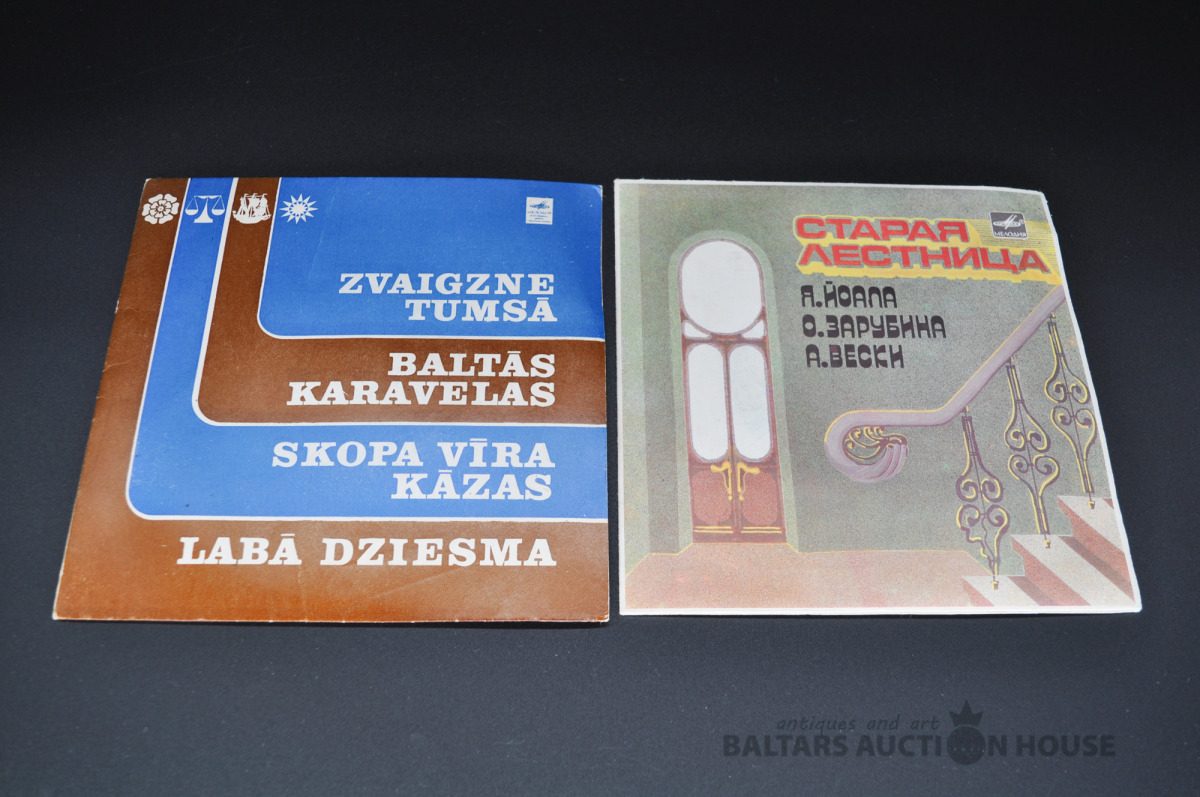 ZVAIGZNE
TUMSĀ
BALTĀS
KARAVELAS
SKOPA VĪRA
KĀZAS
LABĀ DZIESMA
СТАРАЯ
ЛЕСТНИЦА
МЕЛОДИЯ
Я.ЙОАЛА
О.ЗАРУБИНА
А.ВЕСКИ
antiques and art
BALTARS AUCTION HOUSE